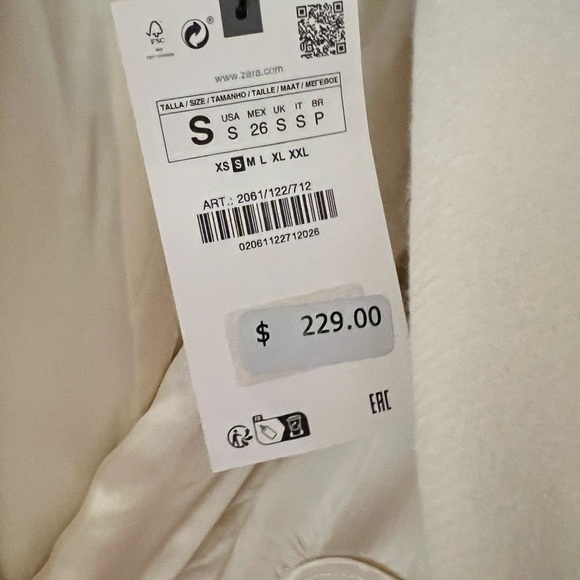 FSC
®
www.zara.com
TALLA / SIZE / TAMANHO / TAILLE / MAAT / ΜΕΓΕΘΟΣ
S
USA MEX UK IT BR
S 26 S S P
XS S M L XL XXL
ART.: 2061/122/712
02061122712026
$ 229.00
FR
EAC